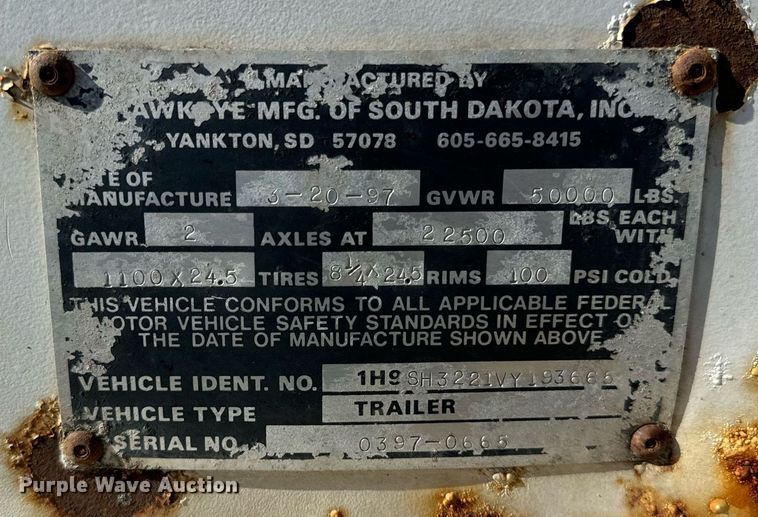 MANUFACTURED BY
AWKEYE MFG. OF SOUTH DAKOTA, INC
YANKTON, SD 57078 605-665-8415
TE OF
MANUFACTURE 3-20-97 GVWR 50000 LBS.
GAWR 2 AXLES AT 22500 LBS EACH WITH
1100 X 24.5 TIRES 8 1/4 X 24.5 RIMS 100 PSI COLD
THIS VEHICLE CONFORMS TO ALL APPLICABLE FEDERAL
MOTOR VEHICLE SAFETY STANDARDS IN EFFECT ON
THE DATE OF MANUFACTURE SHOWN ABOVE
VEHICLE IDENT. NO. 1H9SH3221VY193665
VEHICLE TYPE TRAILER
SERIAL NO 0397-0665
Purple Wave Auction